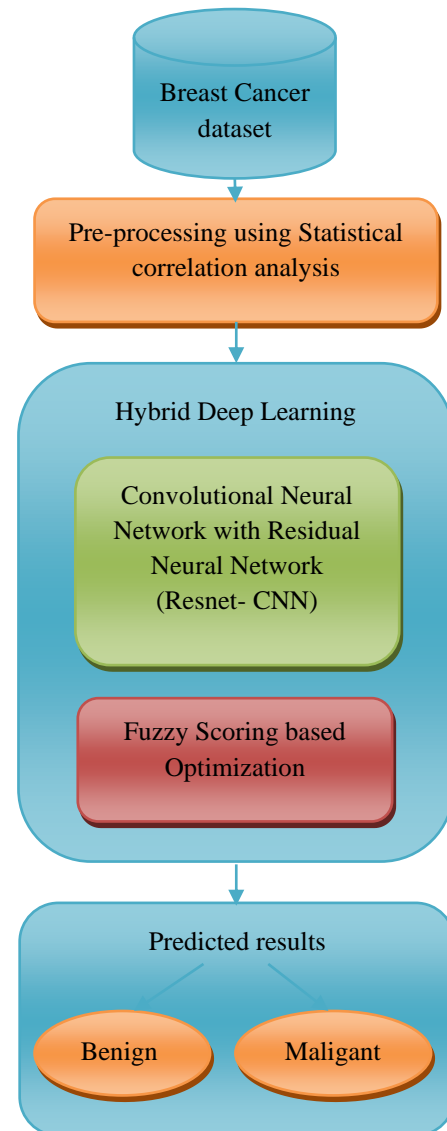 Breast Cancer
dataset
Pre-processing using Statistical
correlation analysis
Hybrid Deep Learning
Convolutional Neural
Network with Residual
Neural Network
(Resnet- CNN)
Fuzzy Scoring based
Optimization
Predicted results
Benign
Maligant